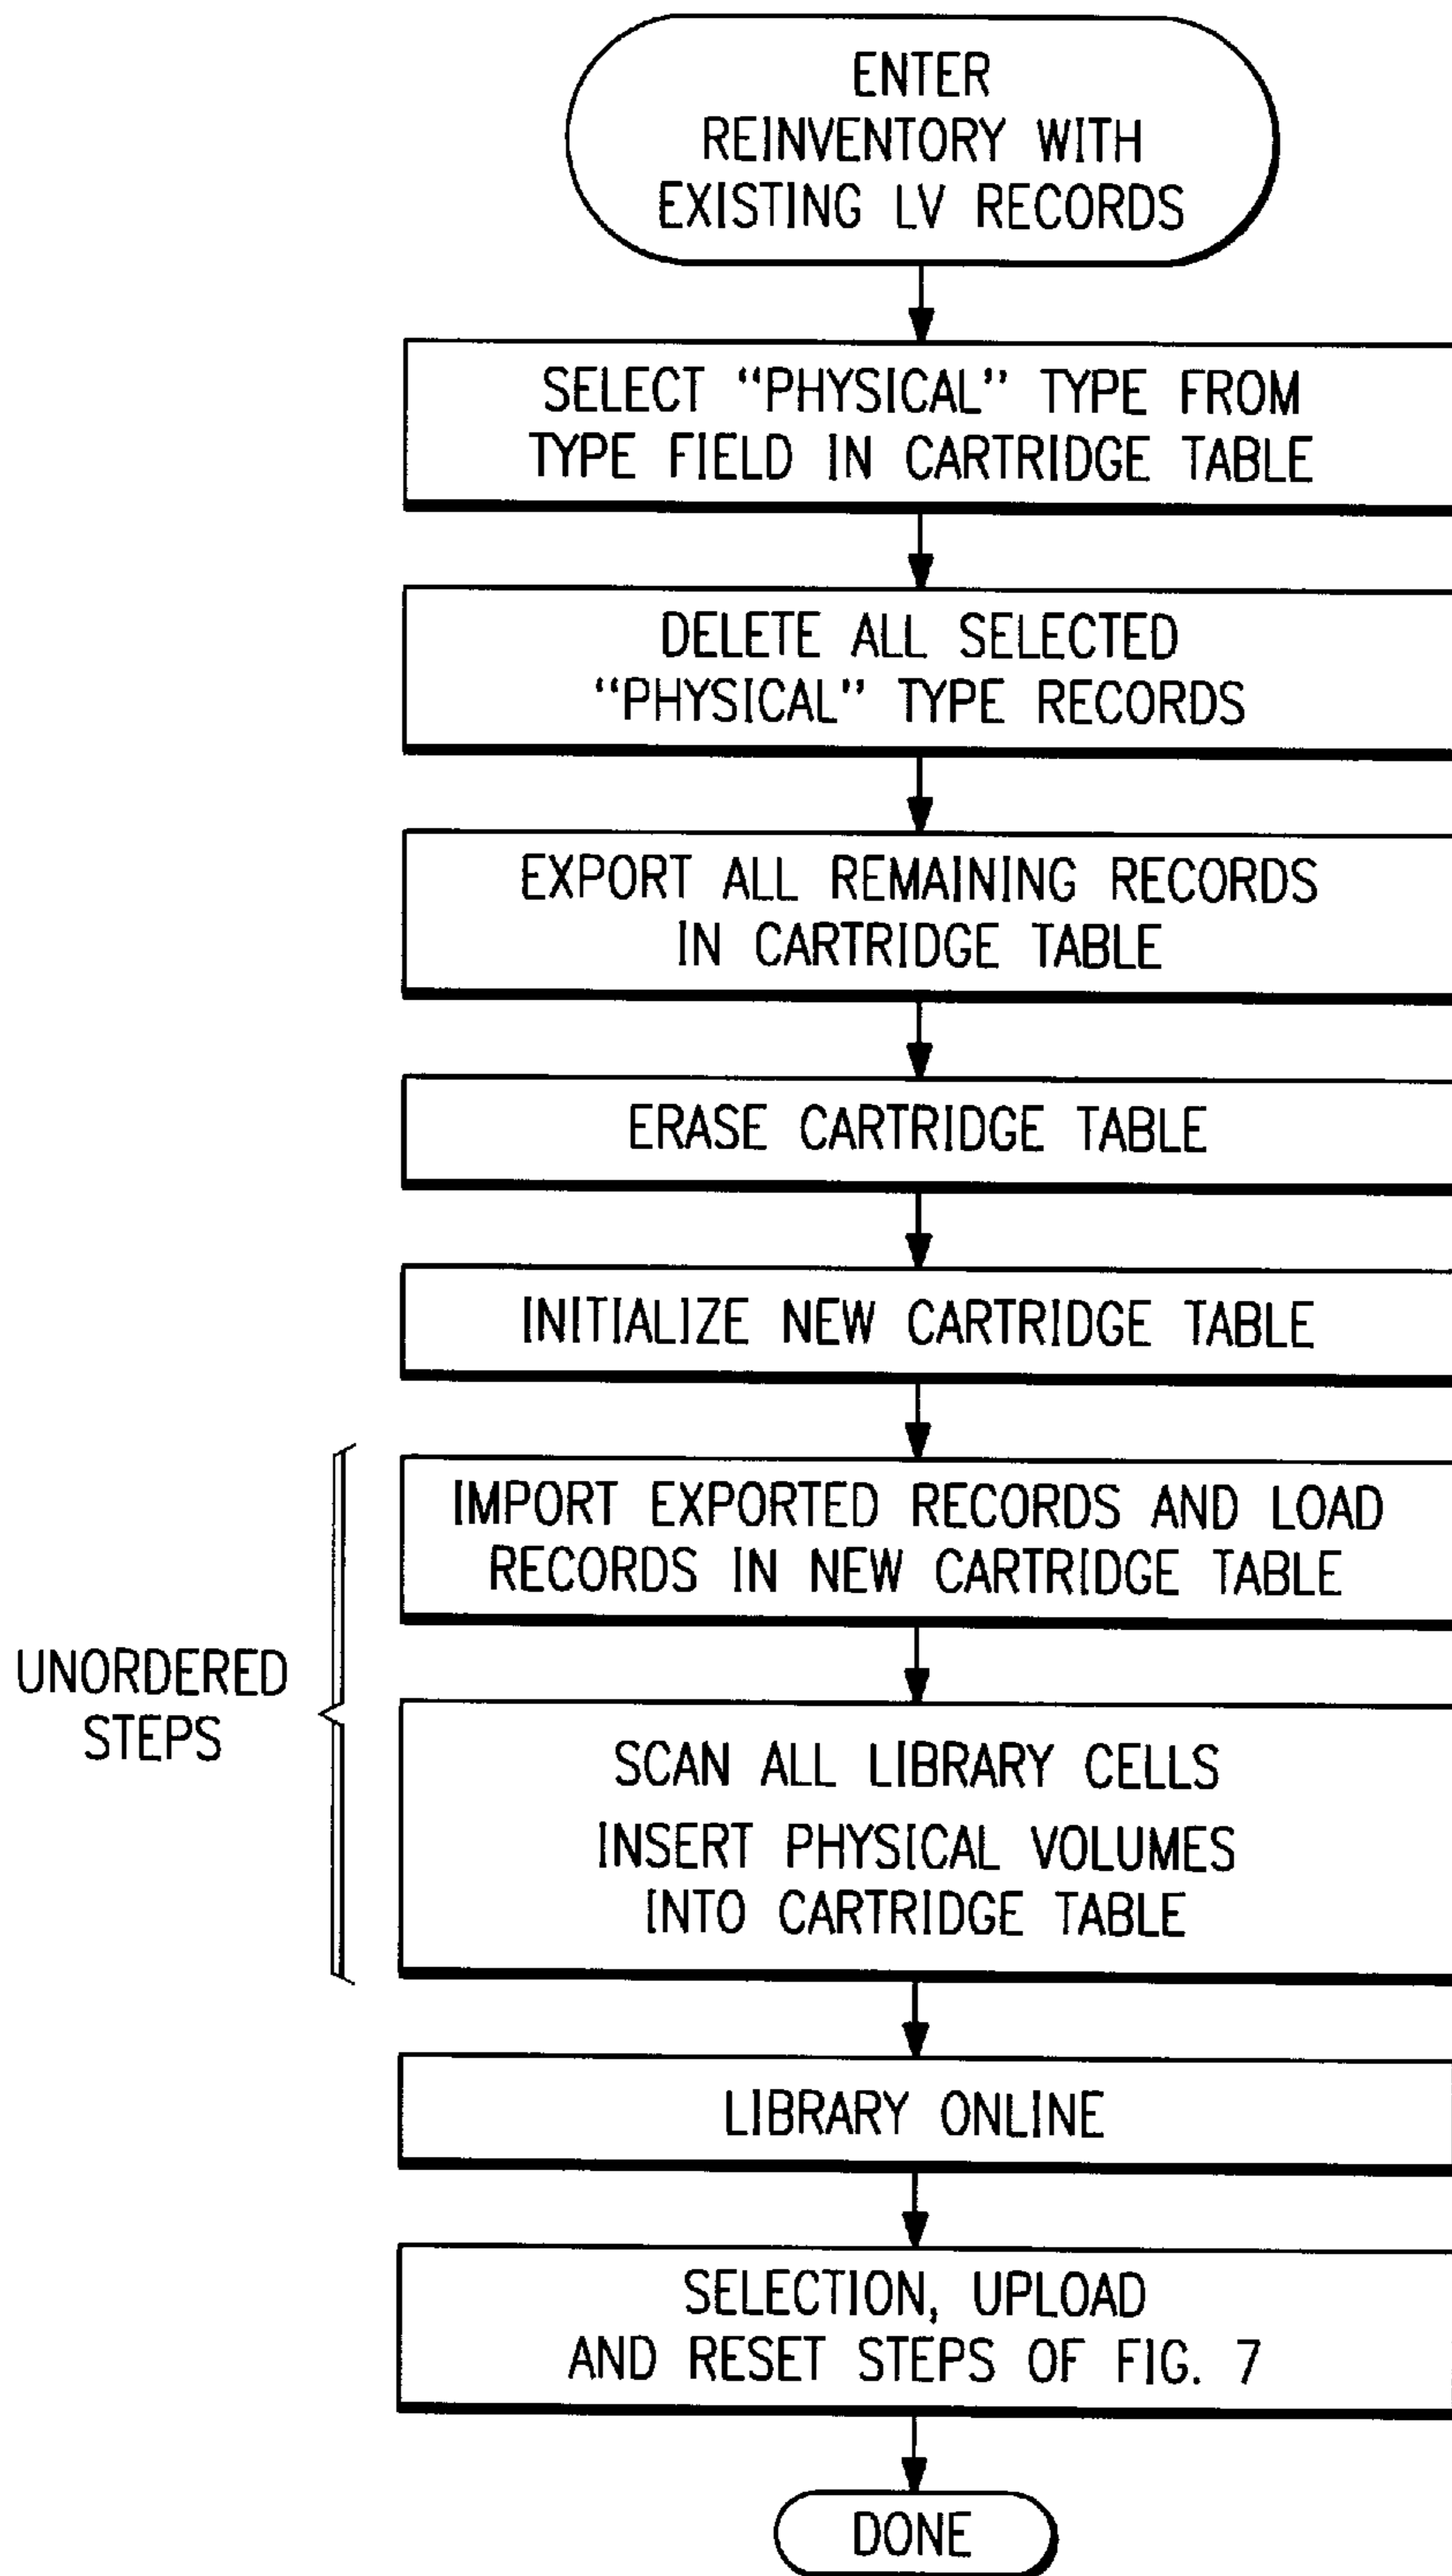 ENTER
REINVENTORY WITH
EXISTING LV RECORDS
SELECT “PHYSICAL” TYPE FROM
TYPE FIELD IN CARTRIDGE TABLE
DELETE ALL SELECTED
“PHYSICAL” TYPE RECORDS
EXPORT ALL REMAINING RECORDS
IN CARTRIDGE TABLE
ERASE CARTRIDGE TABLE
INITIALIZE NEW CARTRIDGE TABLE
IMPORT EXPORTED RECORDS AND LOAD
RECORDS IN NEW CARTRIDGE TABLE
UNORDERED
STEPS
SCAN ALL LIBRARY CELLS
INSERT PHYSICAL VOLUMES
INTO CARTRIDGE TABLE
LIBRARY ONLINE
SELECTION, UPLOAD
AND RESET STEPS OF FIG. 7
DONE